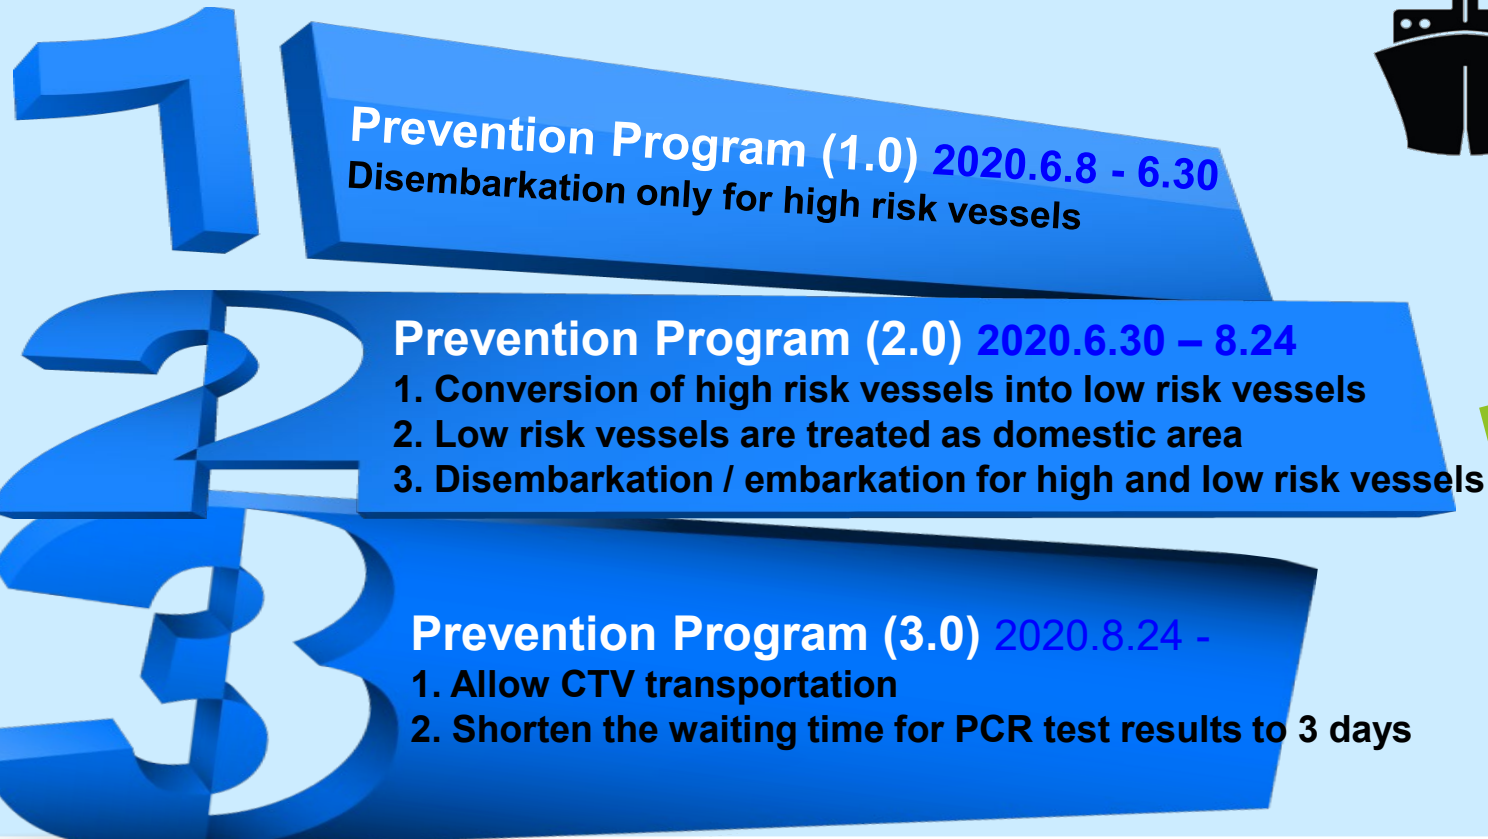 1
Prevention Program (1.0) 2020.6.8 - 6.30
Disembarkation only for high risk vessels
2
Prevention Program (2.0) 2020.6.30 – 8.24
1. Conversion of high risk vessels into low risk vessels
2. Low risk vessels are treated as domestic area
3. Disembarkation / embarkation for high and low risk vessels
3
Prevention Program (3.0) 2020.8.24 -
1. Allow CTV transportation
2. Shorten the waiting time for PCR test results to 3 days